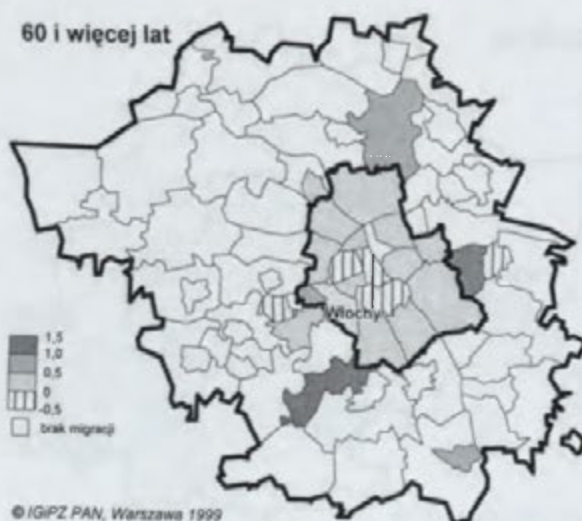 60 i więcej lat
Włochy
1,5
1,0
0,5
0
-0,5
brak migracji
© IGiPZ PAN, Warszawa 1999